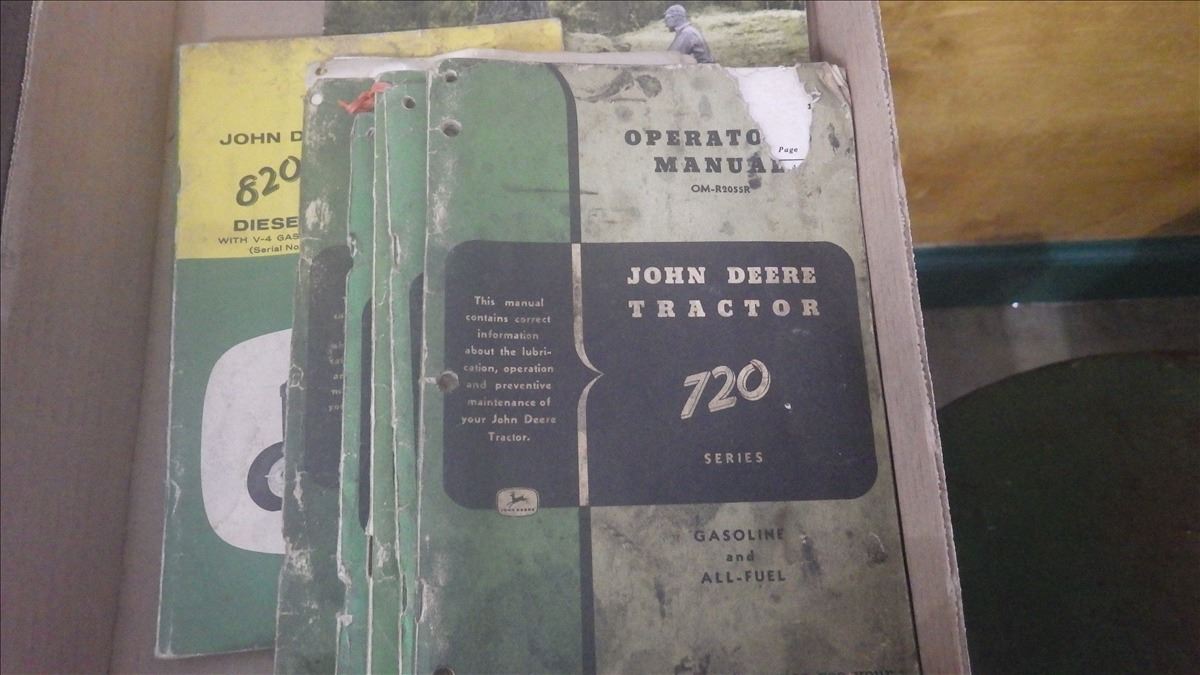 JOHN D
820
DIESE
WITH V-4 GAS
(Serial No
OPERATO
Page
MANUAL
OM-R2055R
This manual
contains correct
information
about the lubri-
cation, operation
and preventive
maintenance of
your John Deere
Tractor.
JOHN DEERE
JOHN DEERE
TRACTOR
720
SERIES
GASOLINE
and
ALL-FUEL